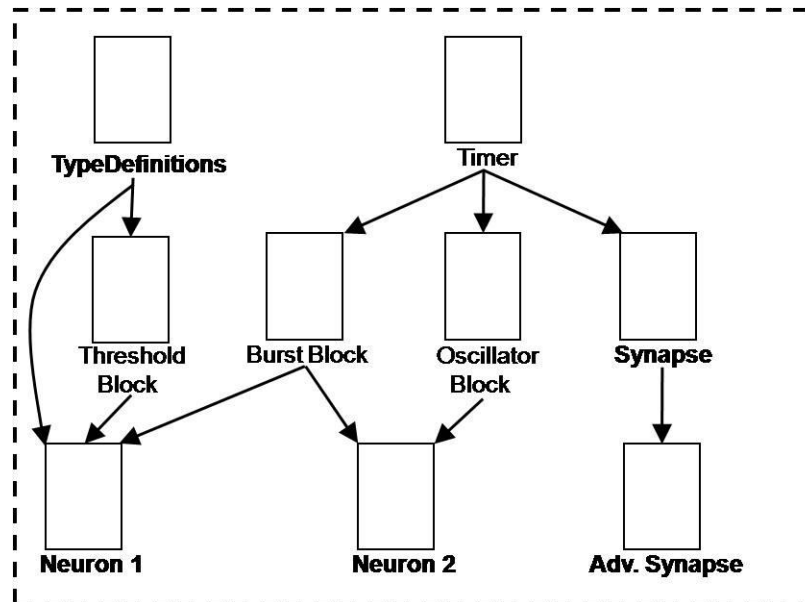 TypeDefinitions
Timer
Threshold
Block
Burst Block
Oscillator
Block
Synapse
Neuron 1
Neuron 2
Adv. Synapse